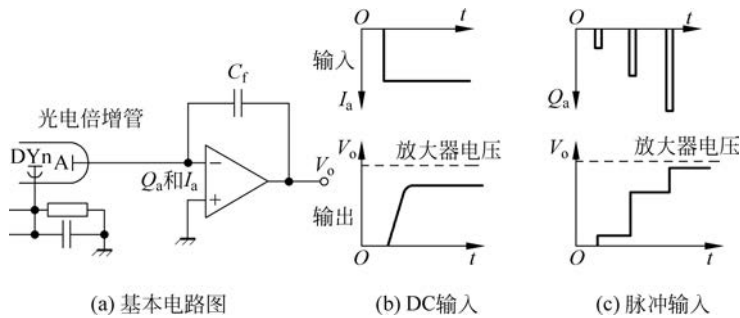 光电倍增管
DYn A
Q_a和I_a
C_f
−
+
V_o
(a) 基本电路图
O t
输入
I_a
V_o 放大器电压
输出
O t
(b) DC输入
O t
Q_a
V_o 放大器电压
O t
(c) 脉冲输入